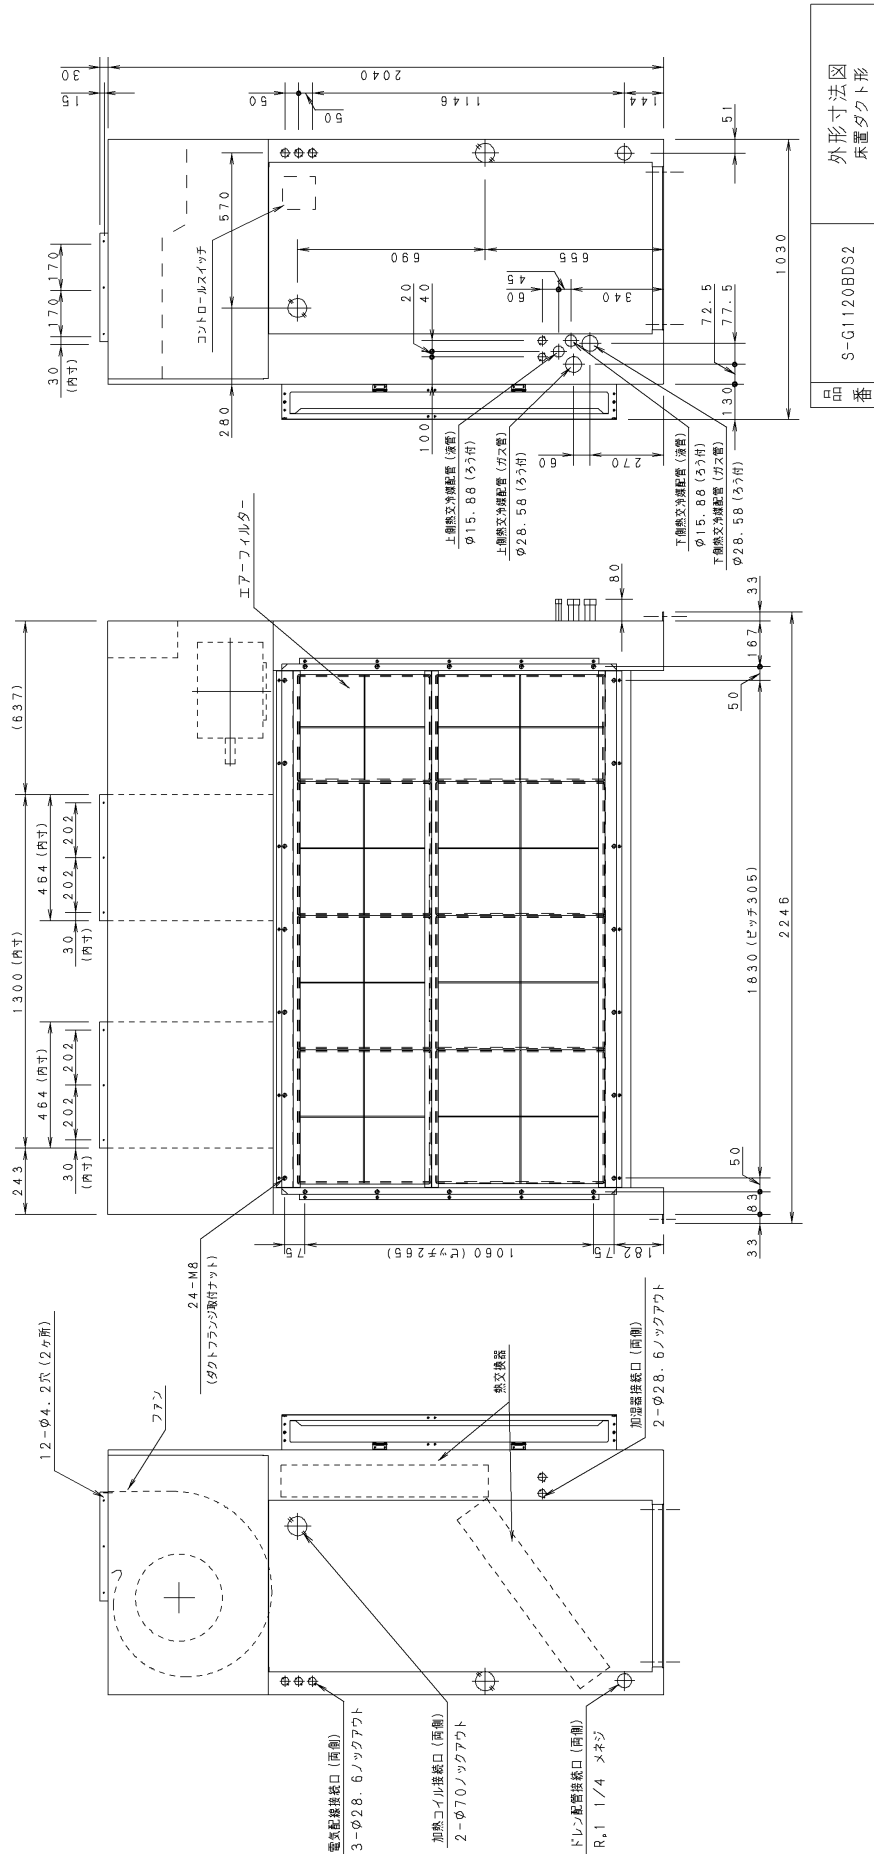 外形寸法図
床置ダクト形
品番
S-G1120BDS2
30
15
2040
50
50
1146
144
51
1030
170
170
30
(内寸)
570
280
コントロールスイッチ
690
655
20
40
45
60
340
72.5
77.5
130
100
60
270
上側熱交冷媒配管(液管)
φ15.88(ろう付)
上側熱交冷媒配管(ガス管)
φ28.58(ろう付)
下側熱交冷媒配管(液管)
φ15.88(ろう付)
下側熱交冷媒配管(ガス管)
φ28.58(ろう付)
エアーフィルター
80
33
167
50
(637)
1300(内寸)
243
464(内寸)
202
202
30
(内寸)
464(内寸)
202
202
30
(内寸)
1830(ピッチ305)
2246
50
83
33
75
1060(ピッチ265)
75
182
24-M8
(ダクトフランジ取付ナット)
12-φ4.2穴(2ヶ所)
ファン
熱交換器
加湿器接続口(両側)
2-φ28.6ノックアウト
電気配線接続口(両側)
3-φ28.6ノックアウト
加熱コイル接続口(両側)
2-φ70ノックアウト
ドレン配管接続口(両側)
Rp1 1/4 メネジ